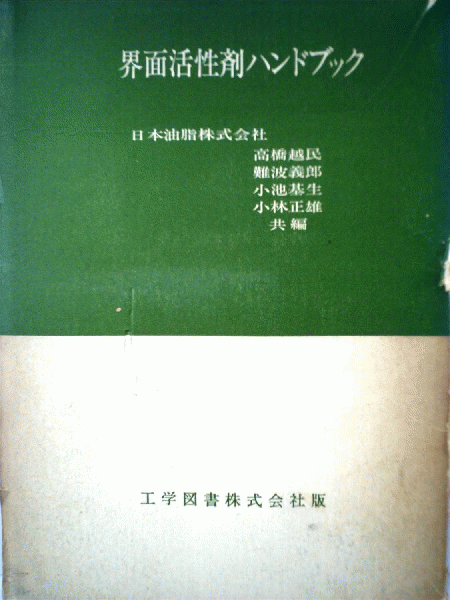 界面活性剤ハンドブック
日本油脂株式会社
高橋越民
難波義郎
小池基生
小林正雄
共編
工学図書株式会社版